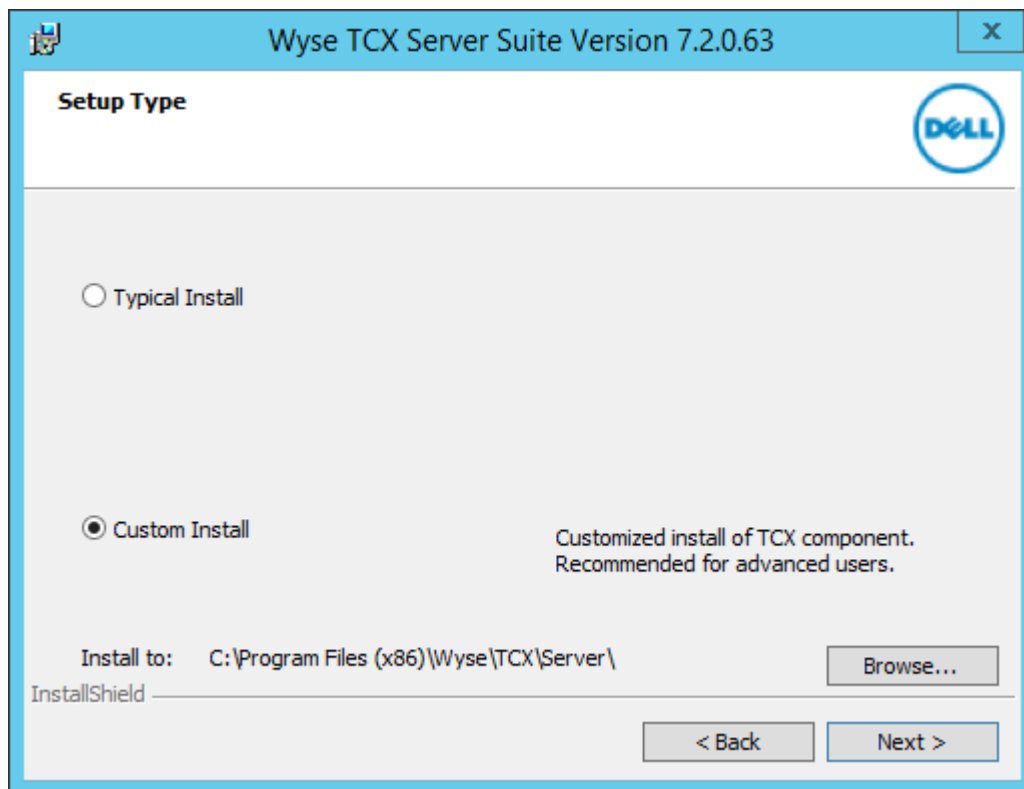 Wyse TCX Server Suite Version 7.2.0.63
x
Setup Type
DELL
Typical Install
Custom Install
Customized install of TCX component.
Recommended for advanced users.
Install to: C:\Program Files (x86)\Wyse\TCX\Server\
Browse...
InstallShield
< Back
Next >